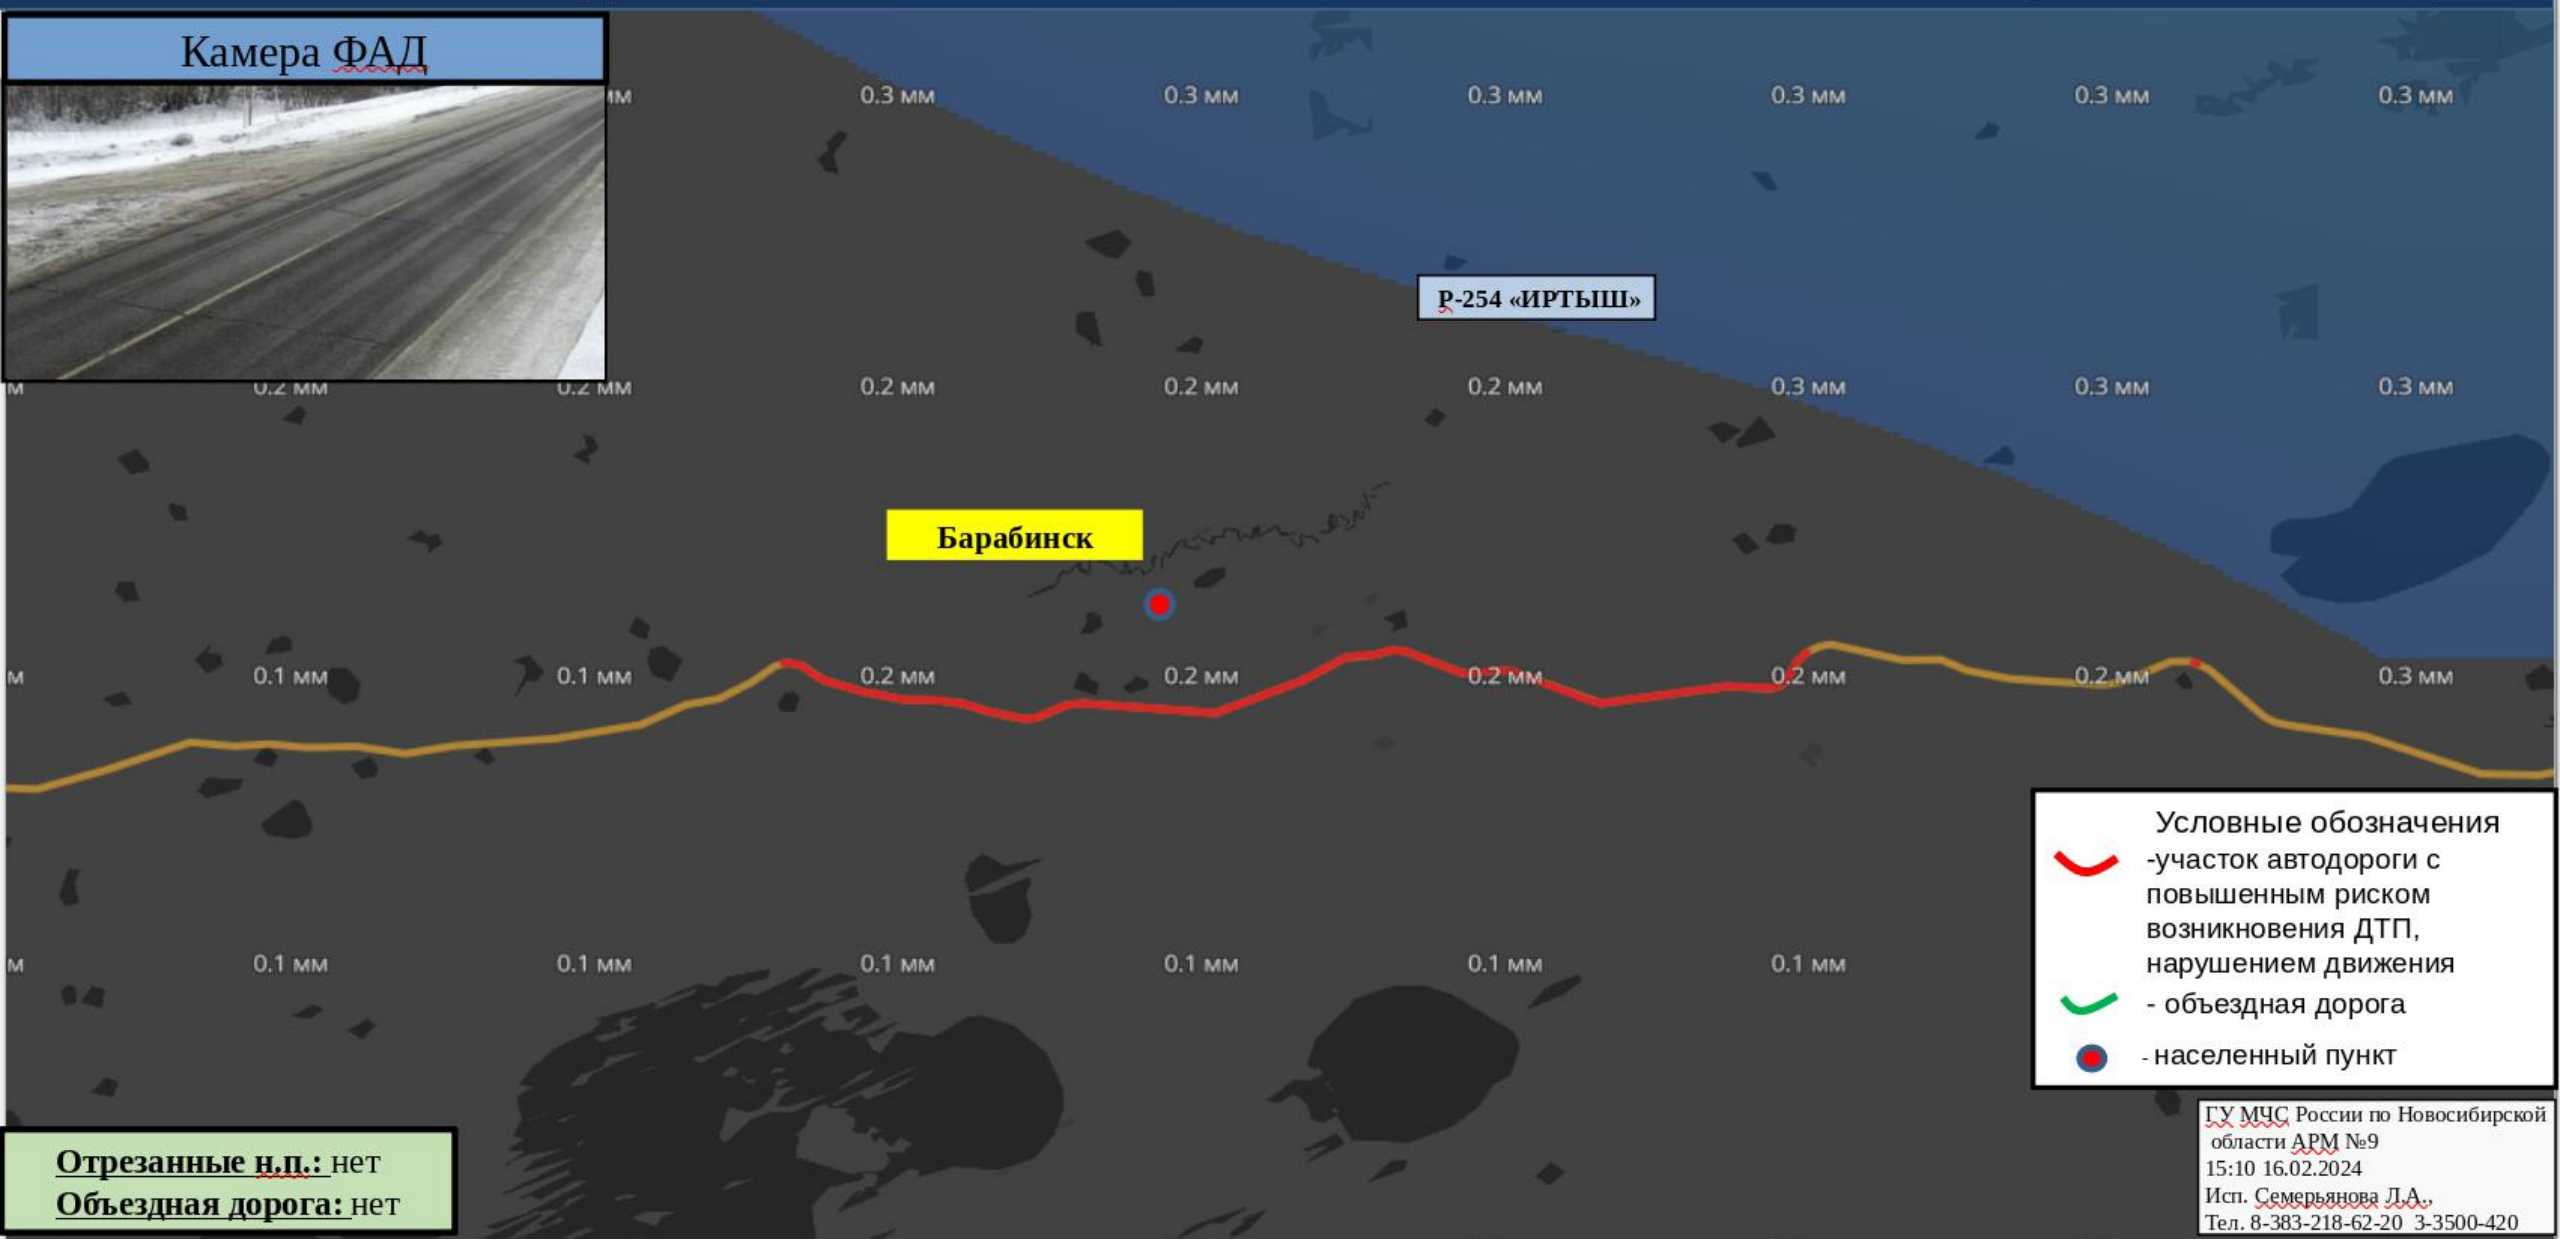 Камера ФАД
мм
0.3 мм
0.3 мм
0.3 мм
0.3 мм
0.3 мм
0.3 мм
Р-254 «ИРТЫШ»
м
0.2 мм
0.2 мм
0.2 мм
0.2 мм
0.2 мм
0.3 мм
0.3 мм
0.3 мм
Барабинск
м
0.1 мм
0.1 мм
0.2 мм
0.2 мм
0.2 мм
0.2 мм
0.2 мм
0.3 мм
м
0.1 мм
0.1 мм
0.1 мм
0.1 мм
0.1 мм
0.1 мм
Условные обозначения
-участок автодороги с
повышенным риском
возникновения ДТП,
нарушением движения
- объездная дорога
- населенный пункт
Отрезанные н.п.: нет
Объездная дорога: нет
ГУ МЧС России по Новосибирской
области АРМ №9
15:10 16.02.2024
Исп. Семерьянова Л.А.,
Тел. 8-383-218-62-20 3-3500-420